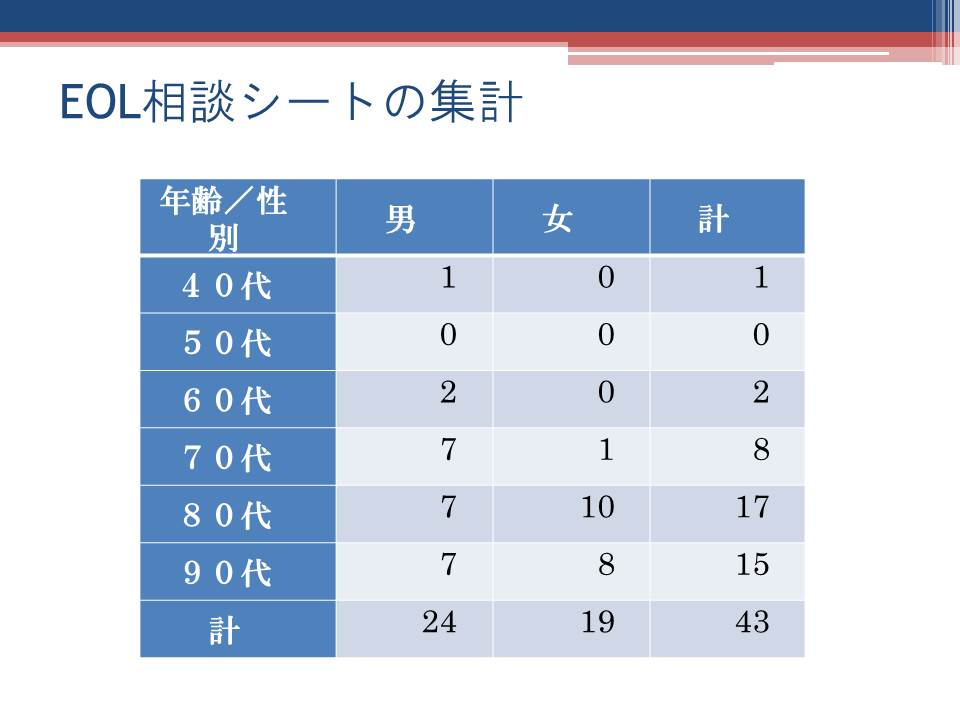 EOL相談シートの集計
年齢／性
別 男 女 計
４０代 1 0 1
５０代 0 0 0
６０代 2 0 2
７０代 7 1 8
８０代 7 10 17
９０代 7 8 15
計 24 19 43